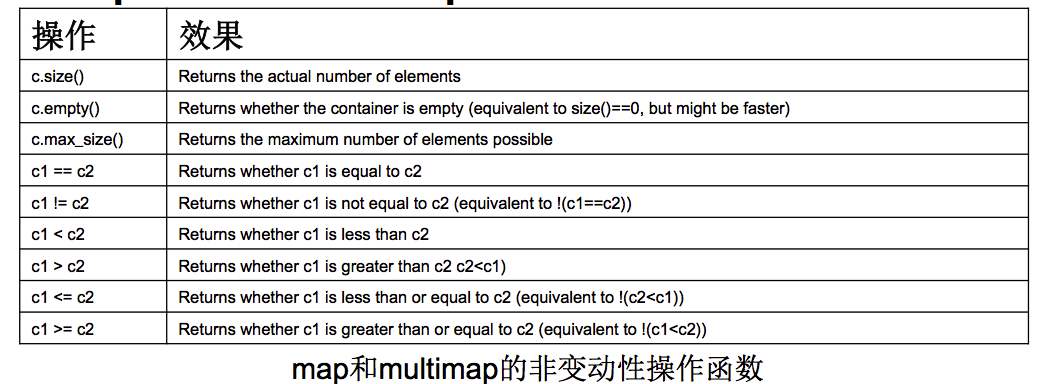 操作 效果
c.size() Returns the actual number of elements
c.empty() Returns whether the container is empty (equivalent to size()==0, but might be faster)
c.max_size() Returns the maximum number of elements possible
c1 == c2 Returns whether c1 is equal to c2
c1 != c2 Returns whether c1 is not equal to c2 (equivalent to !(c1==c2))
c1 < c2 Returns whether c1 is less than c2
c1 > c2 Returns whether c1 is greater than c2 c2<c1)
c1 <= c2 Returns whether c1 is less than or equal to c2 (equivalent to !(c2<c1))
c1 >= c2 Returns whether c1 is greater than or equal to c2 (equivalent to !(c1<c2))
map和multimap的非变动性操作函数